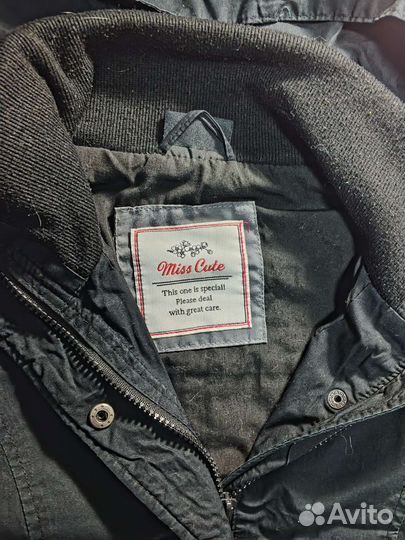 Miss Cute
This one is special!
Please deal
with great care.
Avito